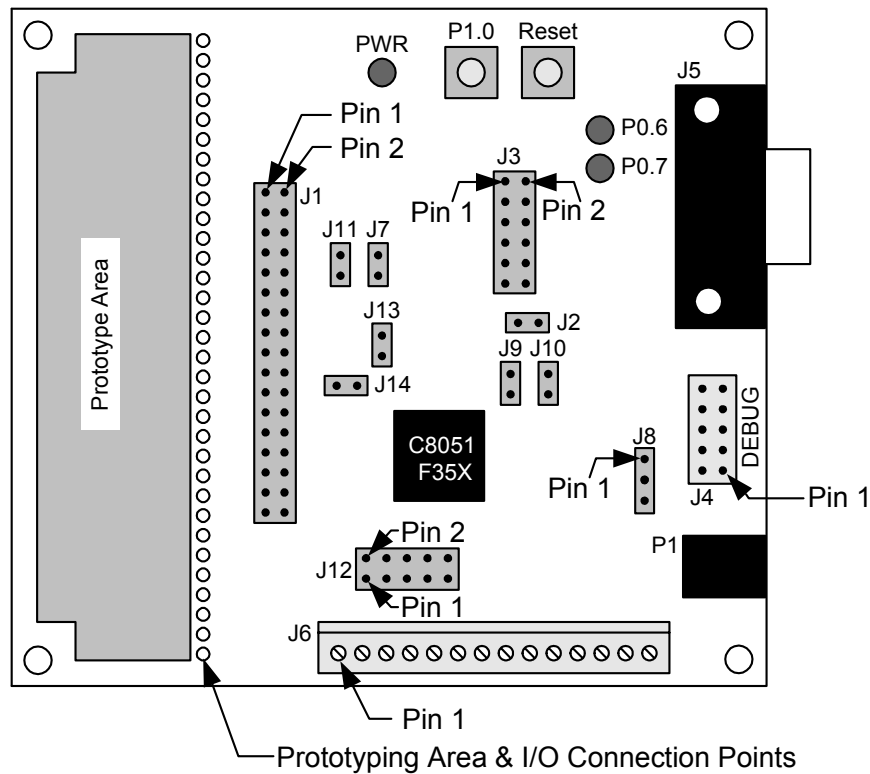 P1.0
Reset
PWR
J5
Pin 1
P0.6
Pin 2
J3
P0.7
J1
Pin 1
Pin 2
J11
J7
Prototype Area
J13
J2
J9
J10
J14
DEBUG
C8051
F35X
J8
Pin 1
J4
Pin 1
Pin 2
P1
J12
Pin 1
J6
Pin 1
Prototyping Area & I/O Connection Points